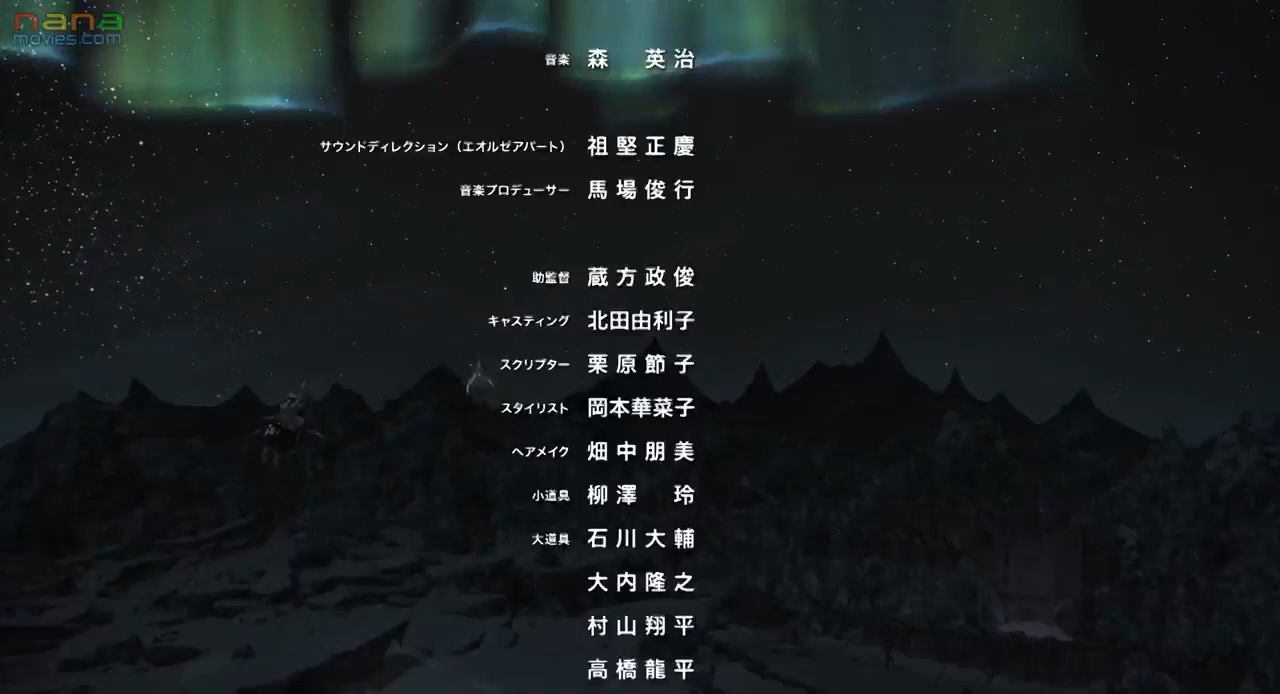 nana
movies.com
音楽 森 英治
サウンドディレクション（エオルゼアパート） 祖堅正慶
音楽プロデューサー 馬場俊行
助監督 蔵方政俊
キャスティング 北田由利子
スクリプター 栗原節子
スタイリスト 岡本華菜子
ヘアメイク 畑中朋美
小道具 柳澤 玲
大道具 石川大輔
大内隆之
村山翔平
高橋龍平